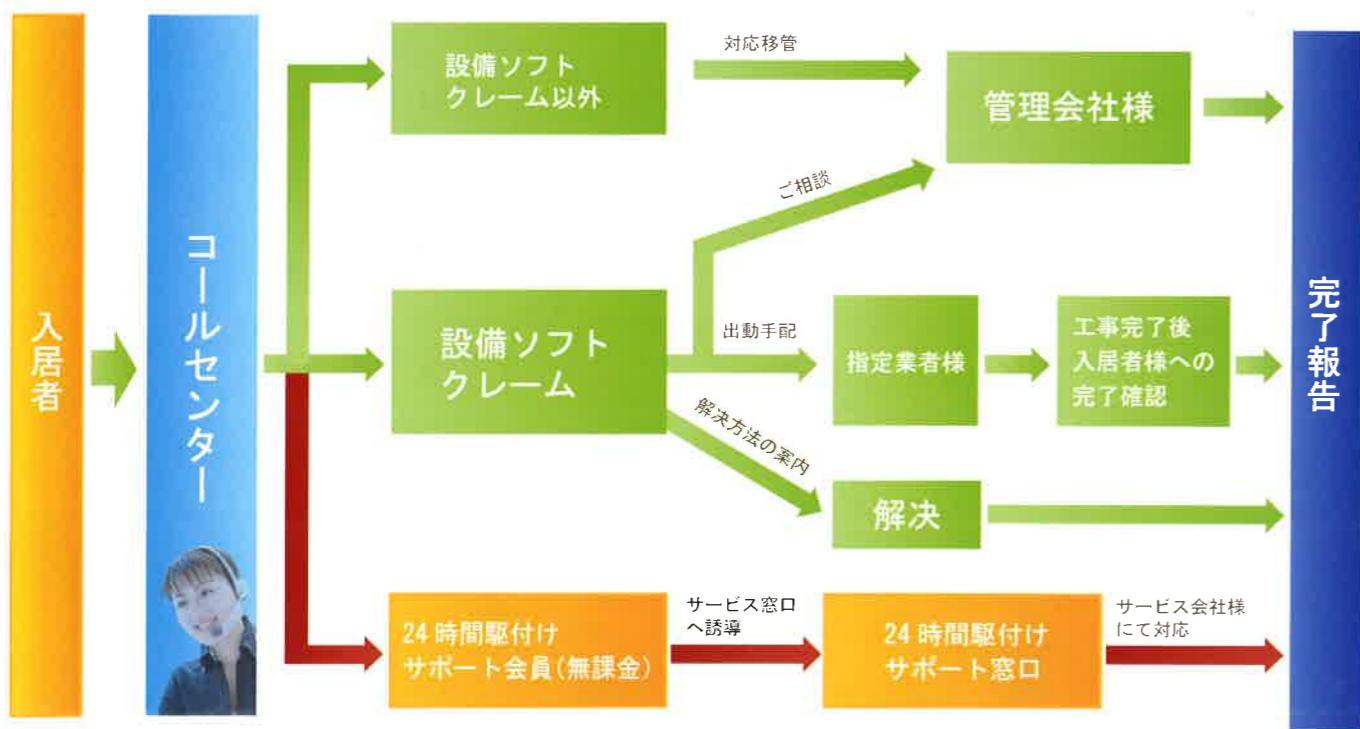 入居者
コールセンター
設備ソフト
クレーム以外
対応移管
管理会社様
ご相談
設備ソフト
クレーム
出動手配
指定業者様
工事完了後
入居者様への
完了確認
解決方法の案内
解決
24時間駆付け
サポート会員(無課金)
サービス窓口
へ誘導
24時間駆付け
サポート窓口
サービス会社様
にて対応
完了報告